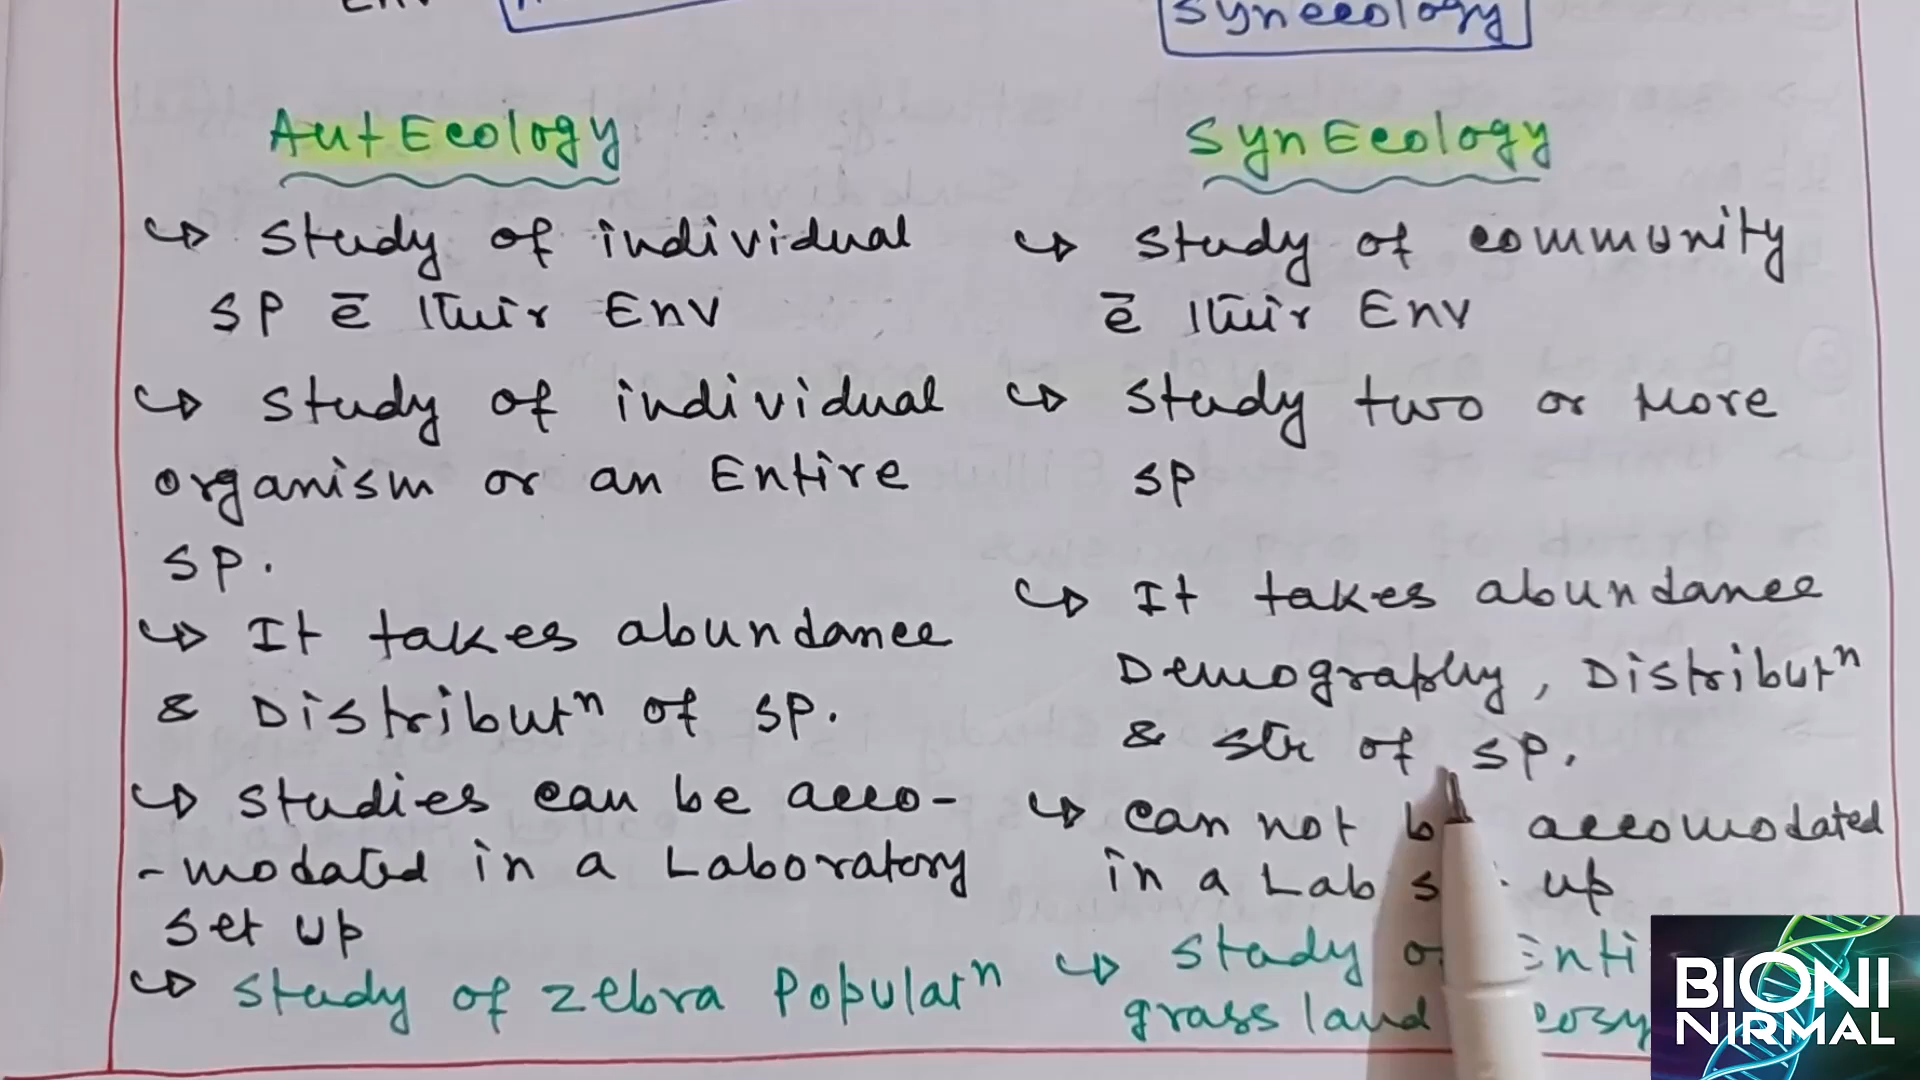 Synecology
AutEcology
study of individual
sp ē their Env
study of individual
organism or an Entire
sp.
It takes abundance
& Distributⁿ of sp.
studies can be acco-
-modated in a Laboratory
set up
study of zebra Populatⁿ
SynEcology
study of community
ē their Env
study two or More
sp
It takes abundance
Demography, Distributⁿ
& str of sp.
can not accomodated
in a Lab up
study
grass land
BIONI
NIRMAL